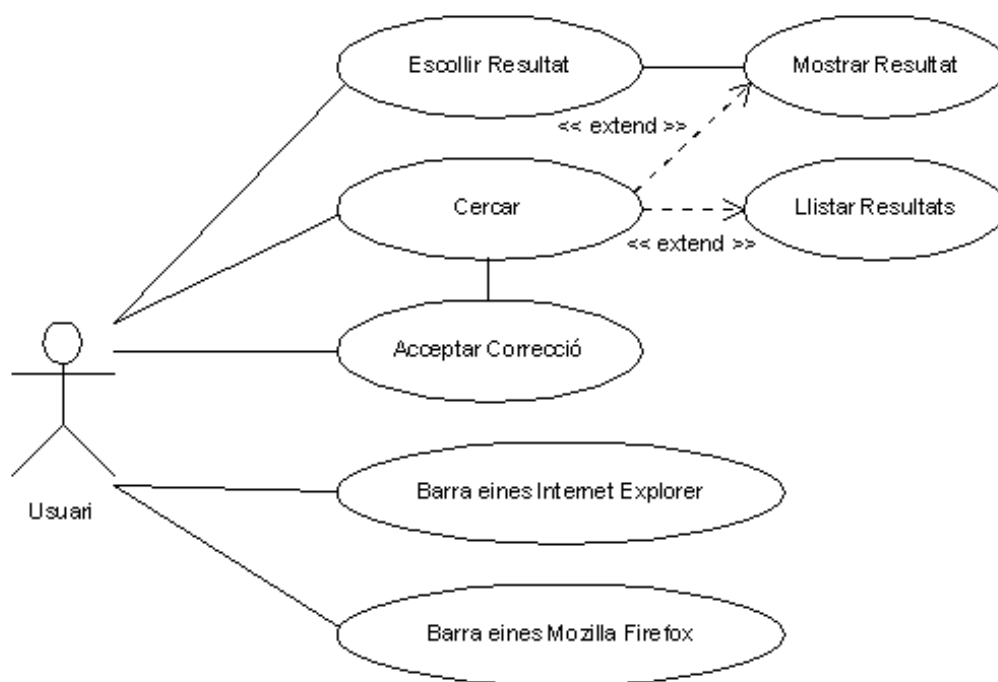 Escollir Resultat
Mostrar Resultat
<< extend >>
Cercar
Llistar Resultats
<< extend >>
Acceptar Correcció
Usuari
Barra eines Internet Explorer
Barra eines Mozilla Firefox